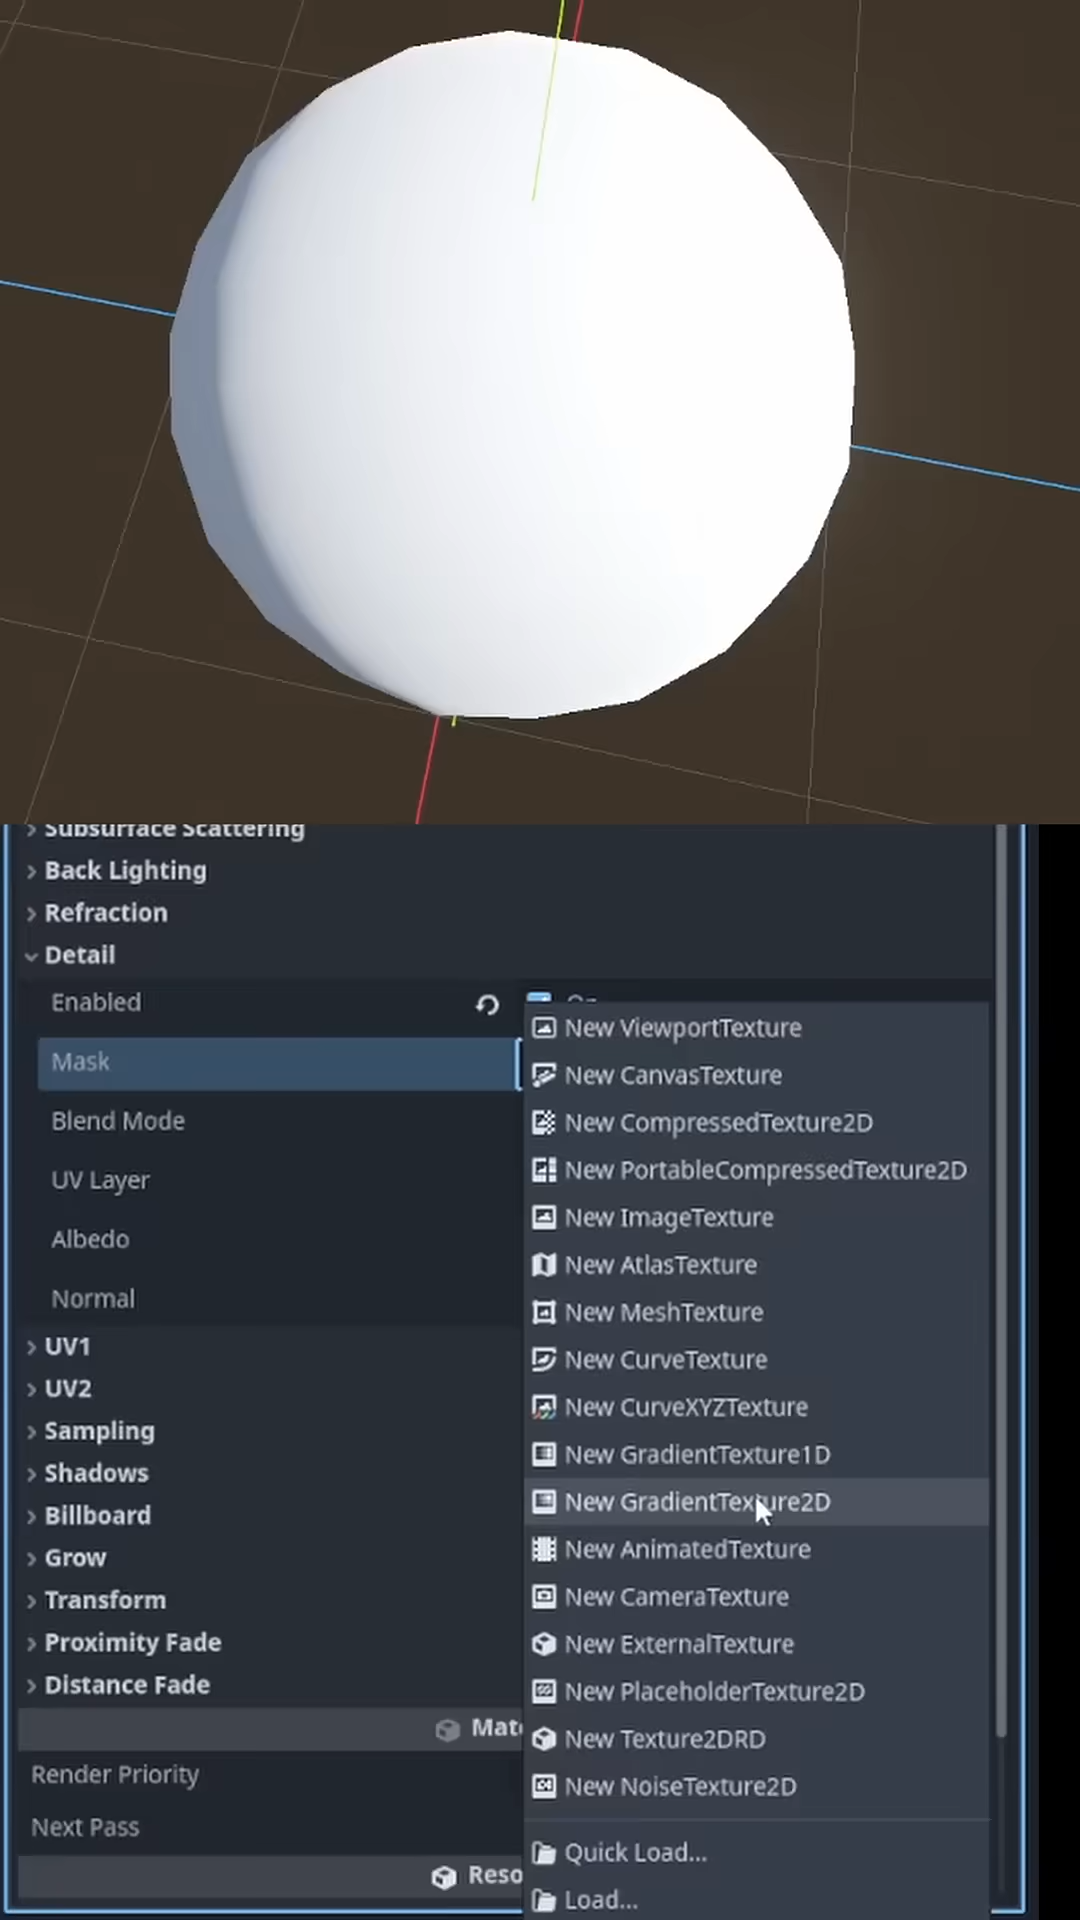 Subsurface Scattering
Back Lighting
Refraction
Detail
Enabled
On
Mask
Blend Mode
UV Layer
Albedo
Normal
UV1
UV2
Sampling
Shadows
Billboard
Grow
Transform
Proximity Fade
Distance Fade
Mate
Render Priority
Next Pass
Reso
New ViewportTexture
New CanvasTexture
New CompressedTexture2D
New PortableCompressedTexture2D
New ImageTexture
New AtlasTexture
New MeshTexture
New CurveTexture
New CurveXYZTexture
New GradientTexture1D
New GradientTexture2D
New AnimatedTexture
New CameraTexture
New ExternalTexture
New PlaceholderTexture2D
New Texture2DRD
New NoiseTexture2D
Quick Load...
Load...